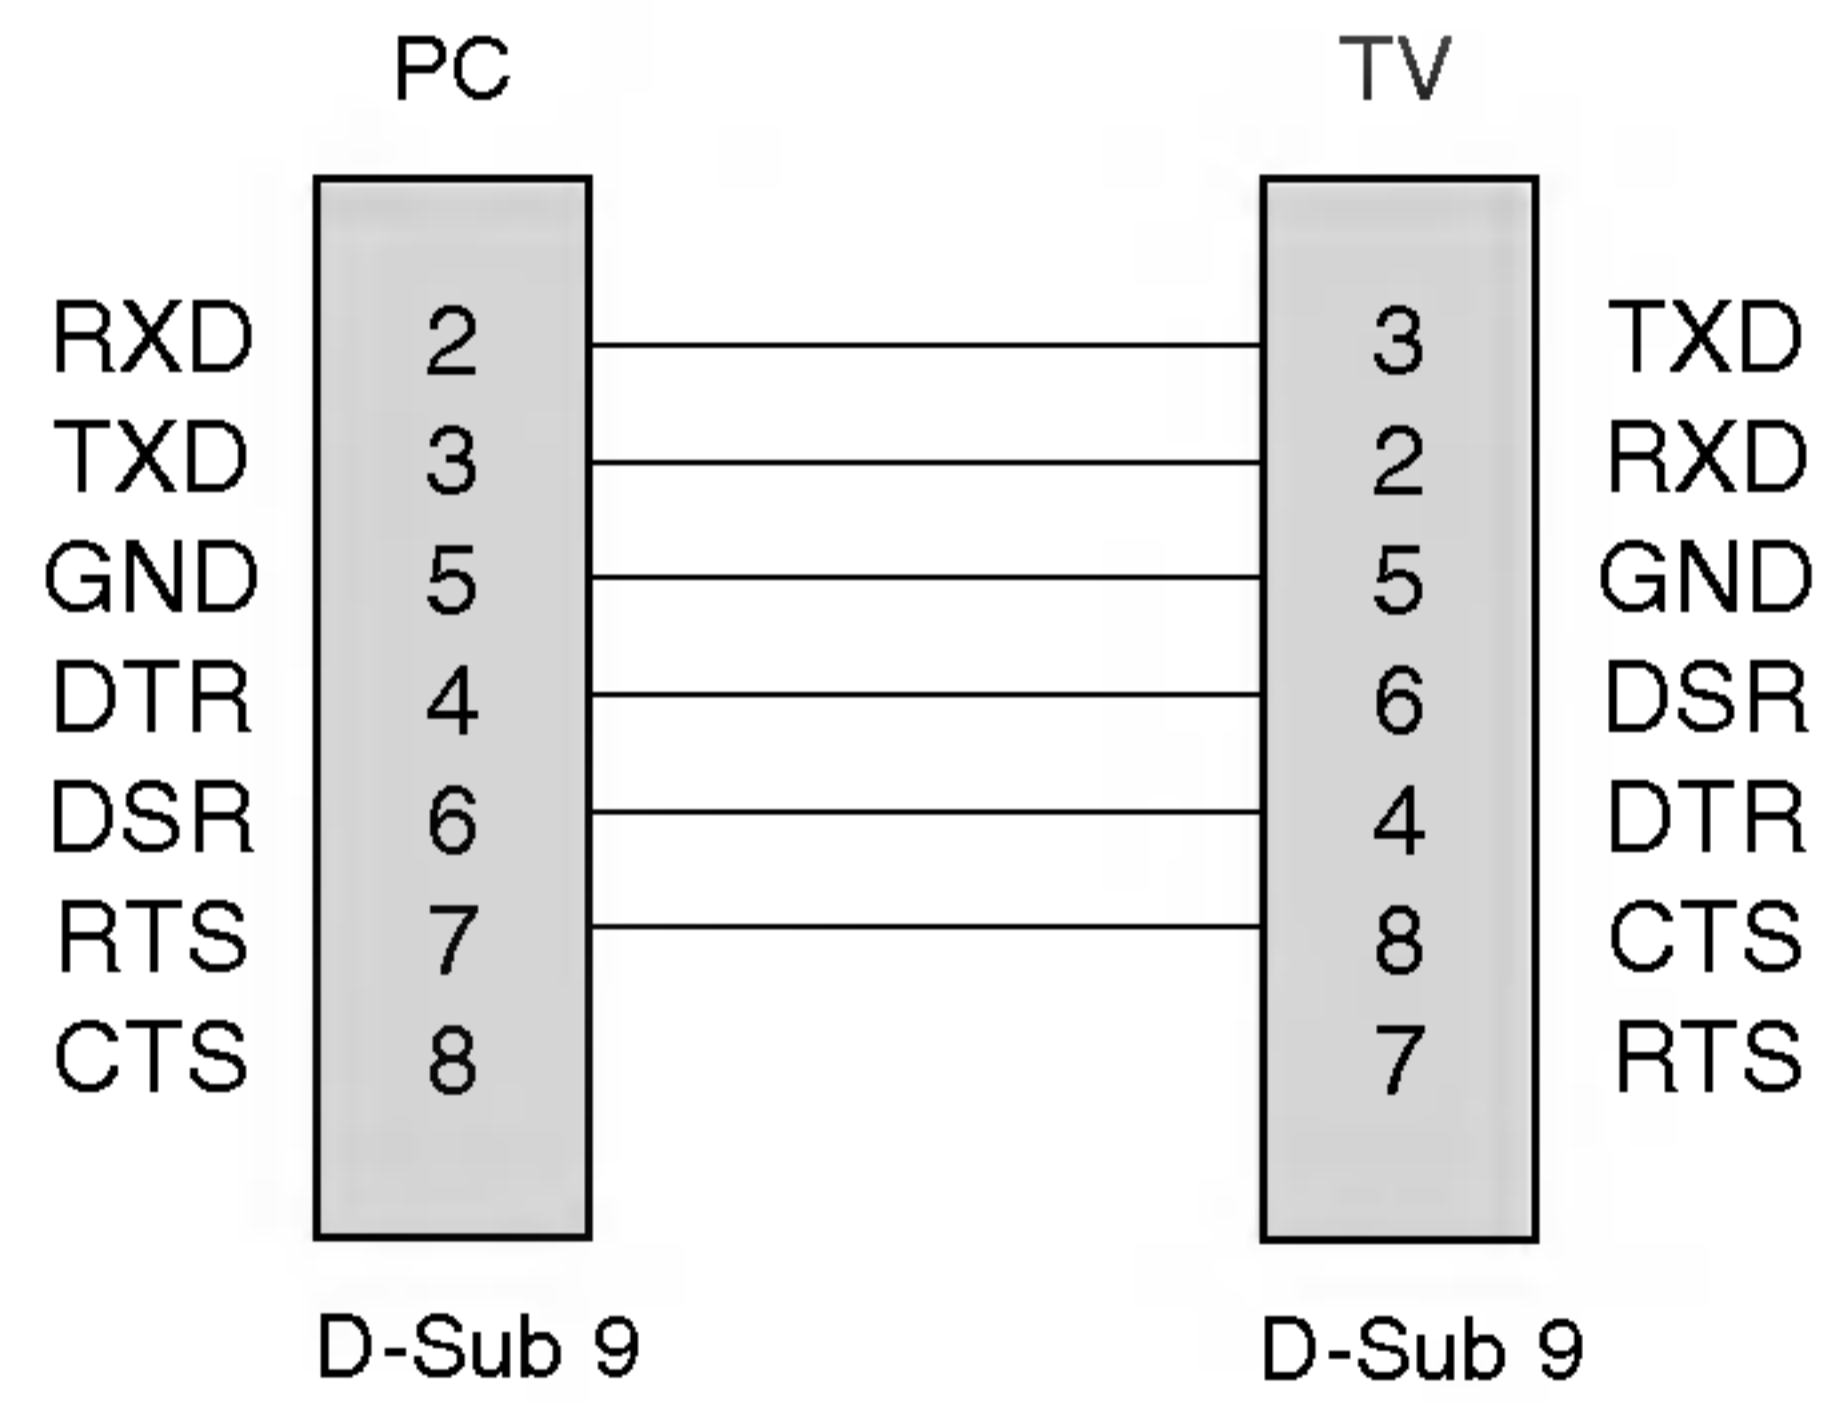 PC TV
RXD 2 3 TXD
TXD 3 2 RXD
GND 5 5 GND
DTR 4 6 DSR
DSR 6 4 DTR
RTS 7 8 CTS
CTS 8 7 RTS
D-Sub 9 D-Sub 9